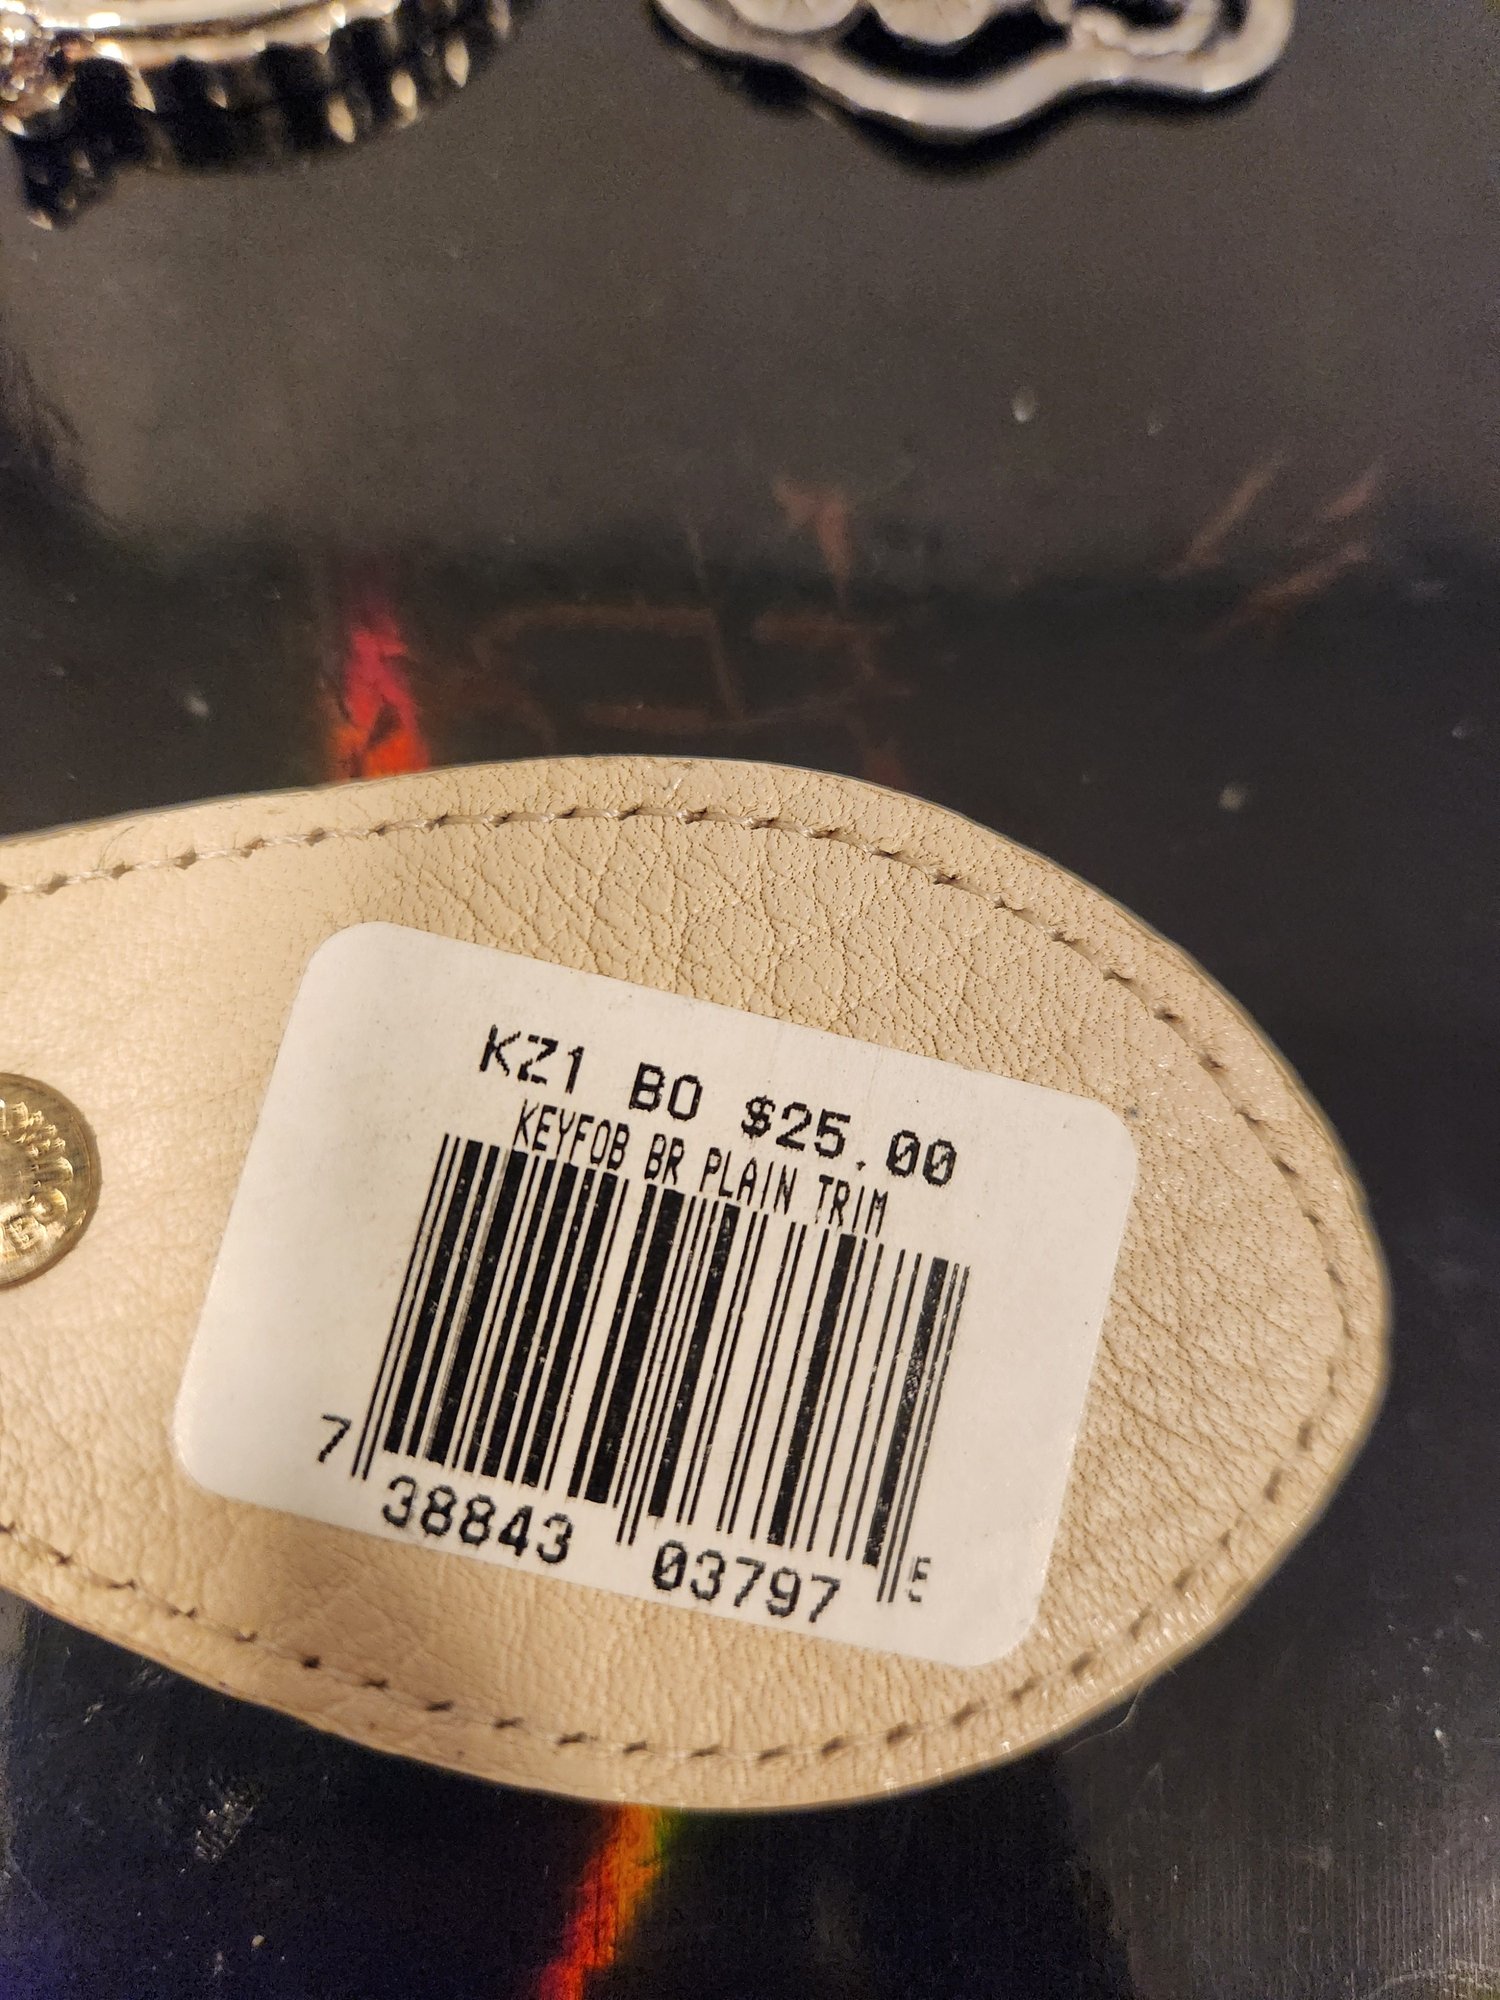 KZ1 BO $25.00
KEYFOB BR PLAIN TRIM
7 38843 03797 5